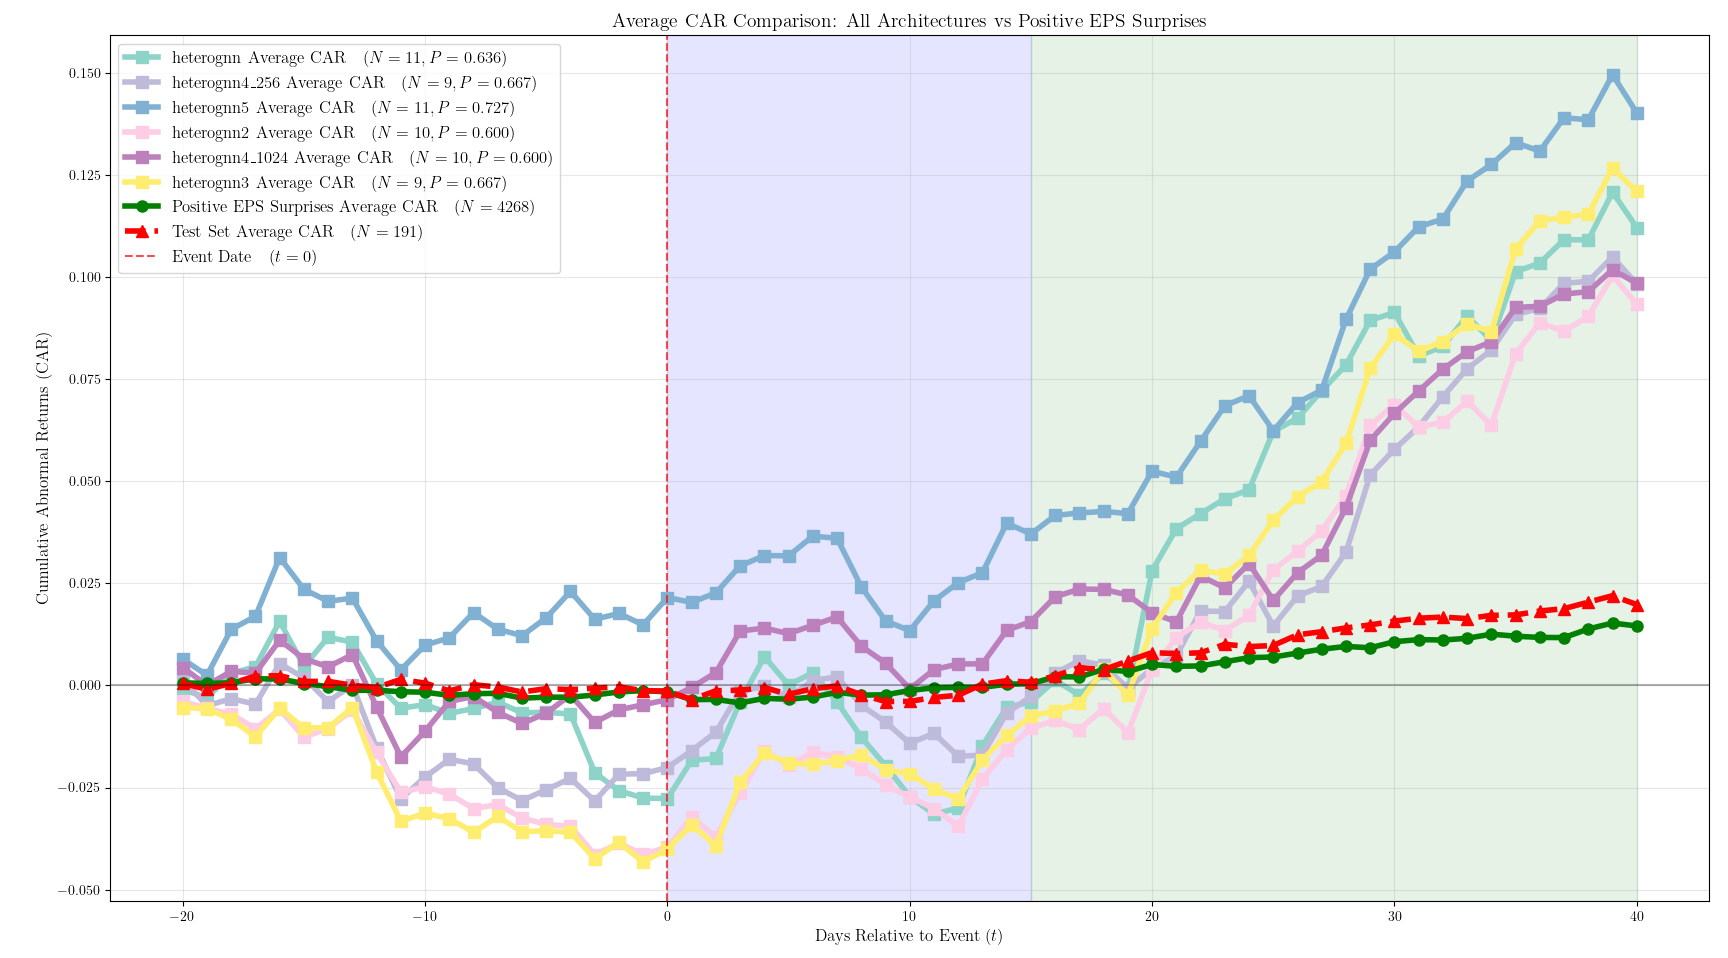 Average CAR Comparison: All Architectures vs Positive EPS Surprises
heterognn Average CAR (N = 11, P = 0.636)
heterognn4_256 Average CAR (N = 9, P = 0.667)
heterognn5 Average CAR (N = 11, P = 0.727)
heterognn2 Average CAR (N = 10, P = 0.600)
heterognn4_1024 Average CAR (N = 10, P = 0.600)
heterognn3 Average CAR (N = 9, P = 0.667)
Positive EPS Surprises Average CAR (N = 4268)
Test Set Average CAR (N = 191)
Event Date (t = 0)
Cumulative Abnormal Returns (CAR)
0.150
0.125
0.100
0.075
0.050
0.025
0.000
−0.025
−0.050
−20 −10 0 10 20 30 40
Days Relative to Event (t)